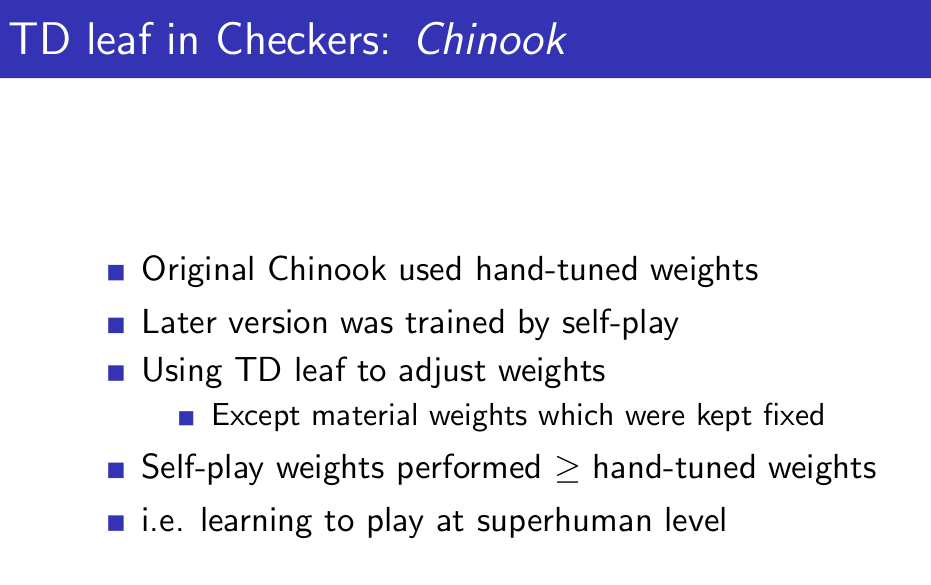 TD leaf in Checkers: Chinook
Original Chinook used hand-tuned weights
Later version was trained by self-play
Using TD leaf to adjust weights
Except material weights which were kept fixed
Self-play weights performed ≥ hand-tuned weights
i.e. learning to play at superhuman level